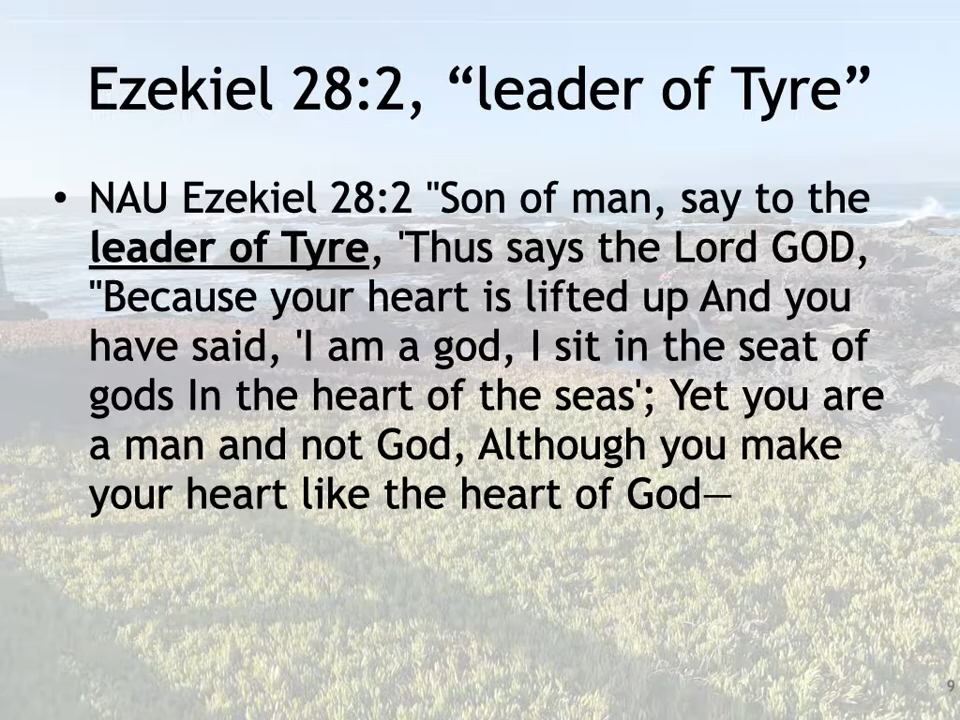 Ezekiel 28:2, “leader of Tyre”
• NAU Ezekiel 28:2 "Son of man, say to the
leader of Tyre, 'Thus says the Lord GOD,
"Because your heart is lifted up And you
have said, 'I am a god, I sit in the seat of
gods In the heart of the seas'; Yet you are
a man and not God, Although you make
your heart like the heart of God—
9